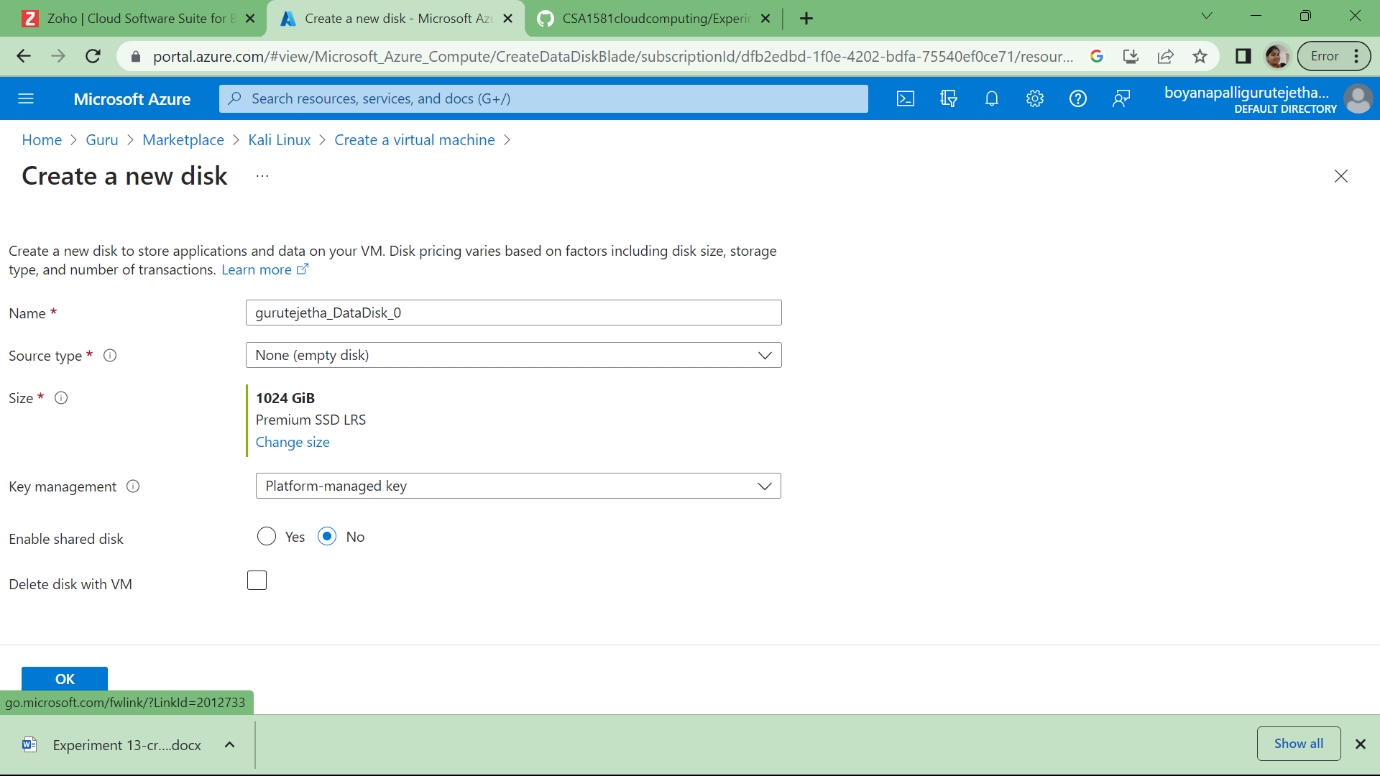 Zoho | Cloud Software Suite for B
Create a new disk - Microsoft Az
CSA1581cloudcomputing/Experi
portal.azure.com/#view/Microsoft_Azure_Compute/CreateDataDiskBlade/subscriptionId/dfb2edbd-1f0e-4202-bdfa-75540ef0ce71/resour...
Error
Microsoft Azure
Search resources, services, and docs (G+/)
boyanapalligurutejetha...
DEFAULT DIRECTORY
Home > Guru > Marketplace > Kali Linux > Create a virtual machine >
Create a new disk ...
Create a new disk to store applications and data on your VM. Disk pricing varies based on factors including disk size, storage
type, and number of transactions. Learn more
Name * gurutejetha_DataDisk_0
Source type * None (empty disk)
Size * 1024 GiB
Premium SSD LRS
Change size
Key management Platform-managed key
Enable shared disk Yes No
Delete disk with VM
OK
go.microsoft.com/fwlink/?LinkId=2012733
Experiment 13-cr....docx
Show all